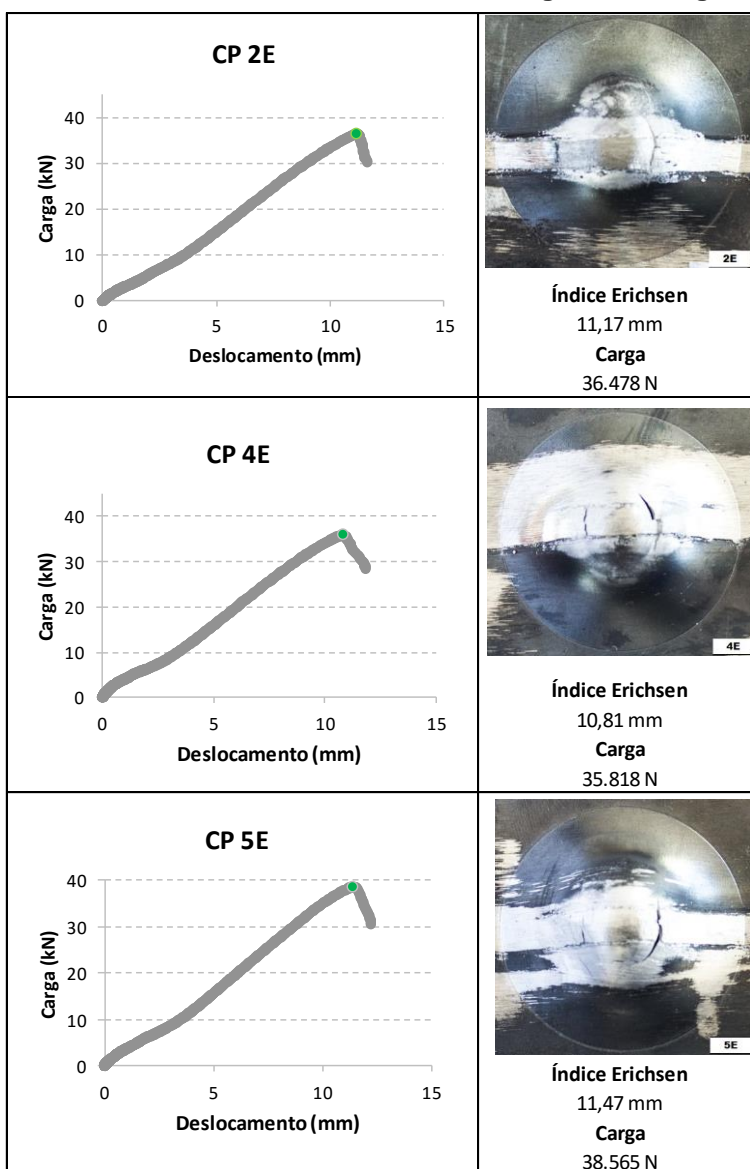 CP 2E
40
30
20
10
0
Carga (kN)
0 5 10 15
Deslocamento (mm)
2E
Índice Erichsen
11,17 mm
Carga
36.478 N
CP 4E
40
30
20
10
0
Carga (kN)
0 5 10 15
Deslocamento (mm)
4E
Índice Erichsen
10,81 mm
Carga
35.818 N
CP 5E
40
30
20
10
0
Carga (kN)
0 5 10 15
Deslocamento (mm)
5E
Índice Erichsen
11,47 mm
Carga
38.565 N